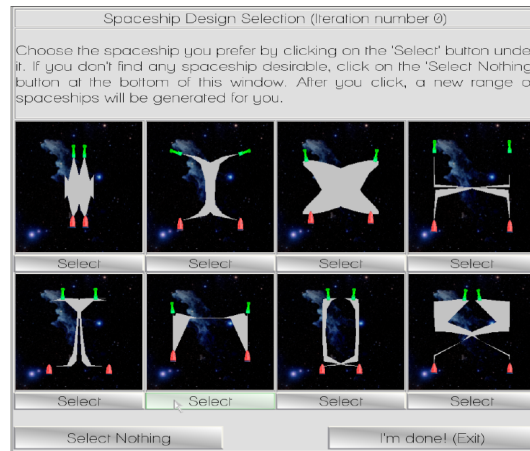 Spaceship Design Selection (Iteration number 0)
Choose the spaceship you prefer by clicking on the 'Select' button unde
it. If you don't find any spaceship desirable, click on the 'Select Nothing
button at the bottom of this window. After you click, a new range o
spaceships will be generated for you.
Select Select Select Select
Select Select Select Select
Select Nothing I'm done! (Exit)